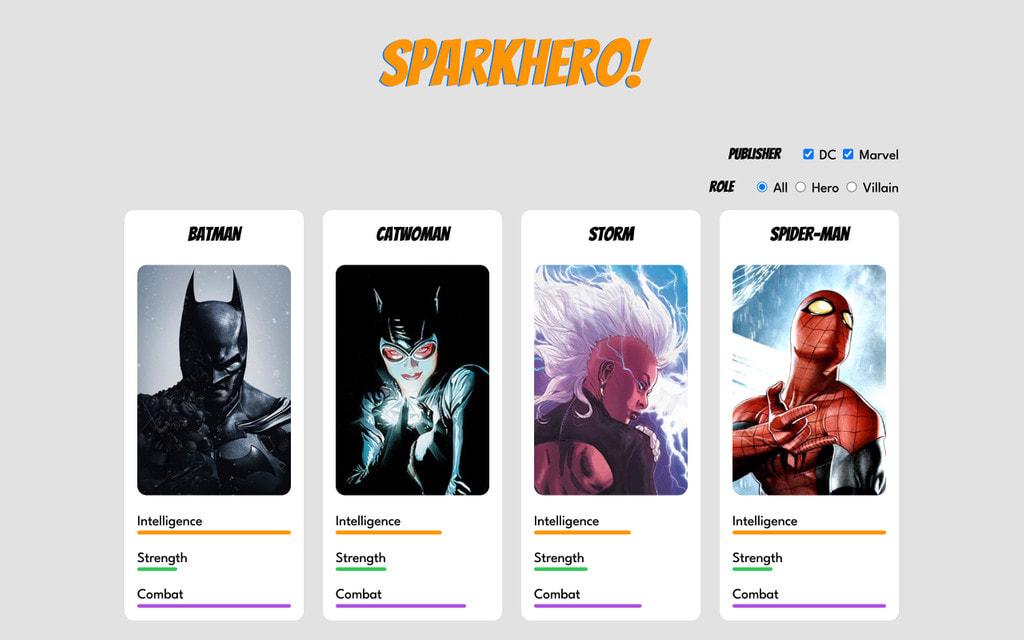 SPARKHERO!
PUBLISHER DC Marvel
ROLE All Hero Villain
BATMAN
Intelligence
Strength
Combat
CATWOMAN
Intelligence
Strength
Combat
STORM
Intelligence
Strength
Combat
SPIDER-MAN
Intelligence
Strength
Combat